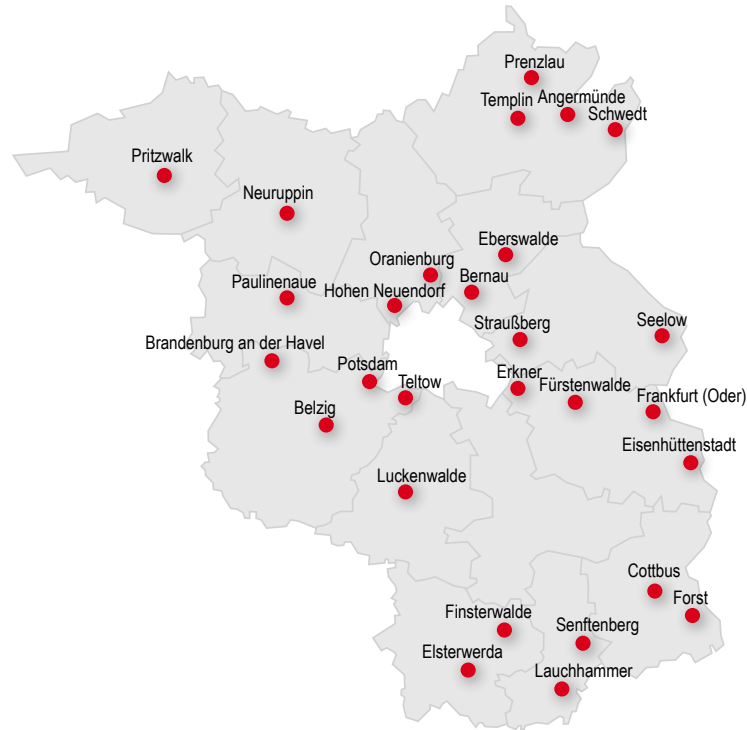 Prenzlau
Templin
Angermünde
Schwedt
Pritzwalk
Neuruppin
Eberswalde
Oranienburg
Bernau
Paulinenaue
Hohen Neuendorf
Straußberg
Seelow
Brandenburg an der Havel
Potsdam
Teltow
Erkner
Fürstenwalde
Frankfurt (Oder)
Belzig
Eisenhüttenstadt
Luckenwalde
Cottbus
Forst
Finsterwalde
Senftenberg
Elsterwerda
Lauchhammer